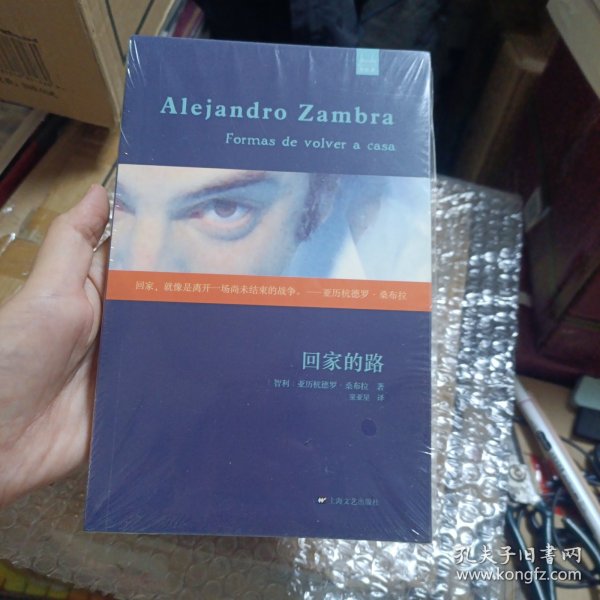 Alejandro Zambra
Formas de volver a casa
回家，就像是离开一场尚未结束的战争。——亚历杭德罗·桑布拉
回家的路
［智利］亚历杭德罗·桑布拉 著
童亚星 译
上海文艺出版社
孔夫子旧书网
www.kongfz.com